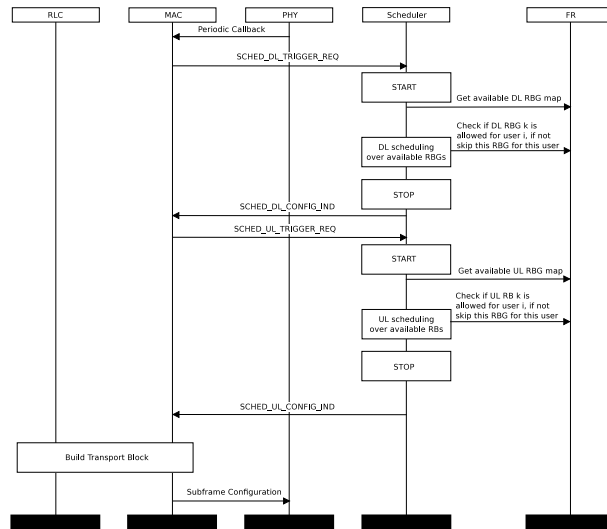 RLC
MAC
PHY
Scheduler
FR
Periodic Callback
SCHED_DL_TRIGGER_REQ
START
Get available DL RBG map
Check if DL RBG k is
allowed for user i, if not
skip this RBG for this user
DL scheduling
over available RBGs
STOP
SCHED_DL_CONFIG_IND
SCHED_UL_TRIGGER_REQ
START
Get available UL RBG map
Check if UL RB k is
allowed for user i, if not
skip this RBG for this user
UL scheduling
over available RBs
STOP
SCHED_UL_CONFIG_IND
Build Transport Block
Subframe Configuration